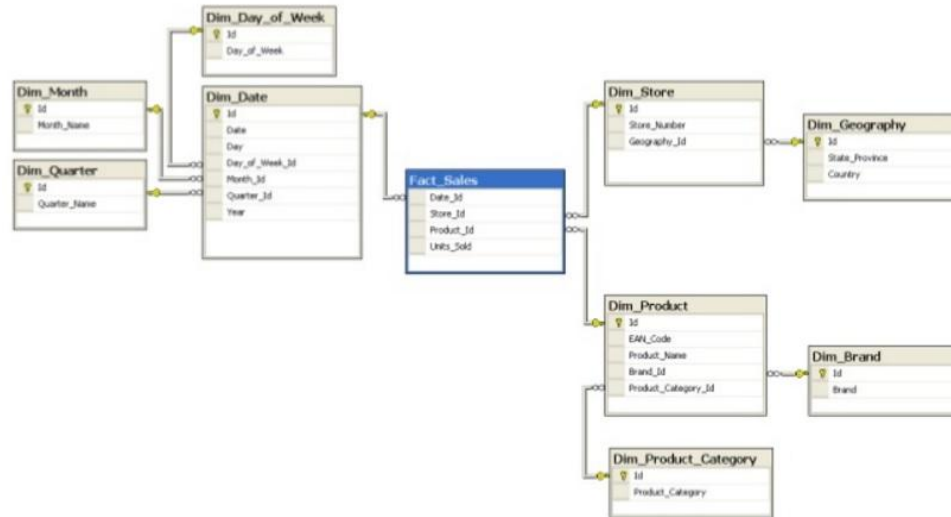 Dim_Day_of_Week
Id
Day_of_Week
Dim_Month
Id
Month_Name
Dim_Quarter
Id
Quarter_Name
Dim_Date
Id
Date
Day
Day_of_Week_Id
Month_Id
Quarter_Id
Year
Fact_Sales
Date_Id
Store_Id
Product_Id
Units_Sold
Dim_Store
Id
Store_Number
Geography_Id
Dim_Geography
Id
State_Province
Country
Dim_Product
Id
EAN_Code
Product_Name
Brand_Id
Product_Category_Id
Dim_Brand
Id
Brand
Dim_Product_Category
Id
Product_Category